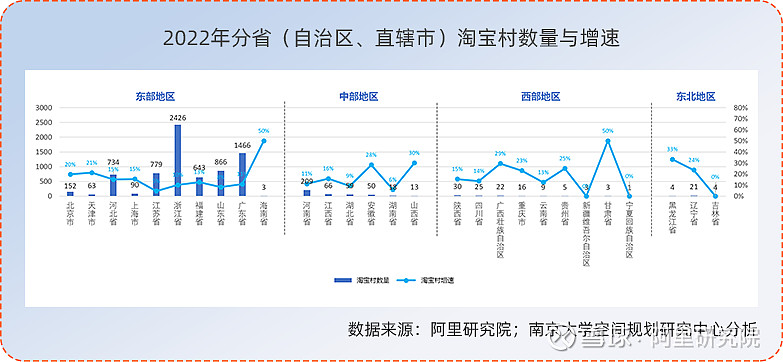 2022年分省（自治区、直辖市）淘宝村数量与增速
东部地区 中部地区 西部地区 东北地区
3000 2500 2000 1500 1000 500 0
80% 70% 60% 50% 40% 30% 20% 10% 0%
20% 21% 15% 15% 13% 50%
152 63 734 90 779 2426 643 866 1466 3
北京市 天津市 河北省 上海市 江苏省 浙江省 福建省 山东省 广东省 海南省
11% 16% 9% 28% 6% 30%
209 66 59 50 18 13
河南省 江西省 湖北省 安徽省 湖南省 山西省
15% 14% 29% 23% 13% 25% 50% 0%
30 25 22 16 9 5 3 3 1
陕西省 四川省 广西壮族自治区 重庆市 云南省 贵州省 新疆维吾尔自治区 甘肃省 宁夏回族自治区
33% 24% 0%
4 21 4
黑龙江省 辽宁省 吉林省
淘宝村数量 淘宝村增速
数据来源：阿里研究院；南京大学空间规划研究中心分析
雪球：阿里研究院